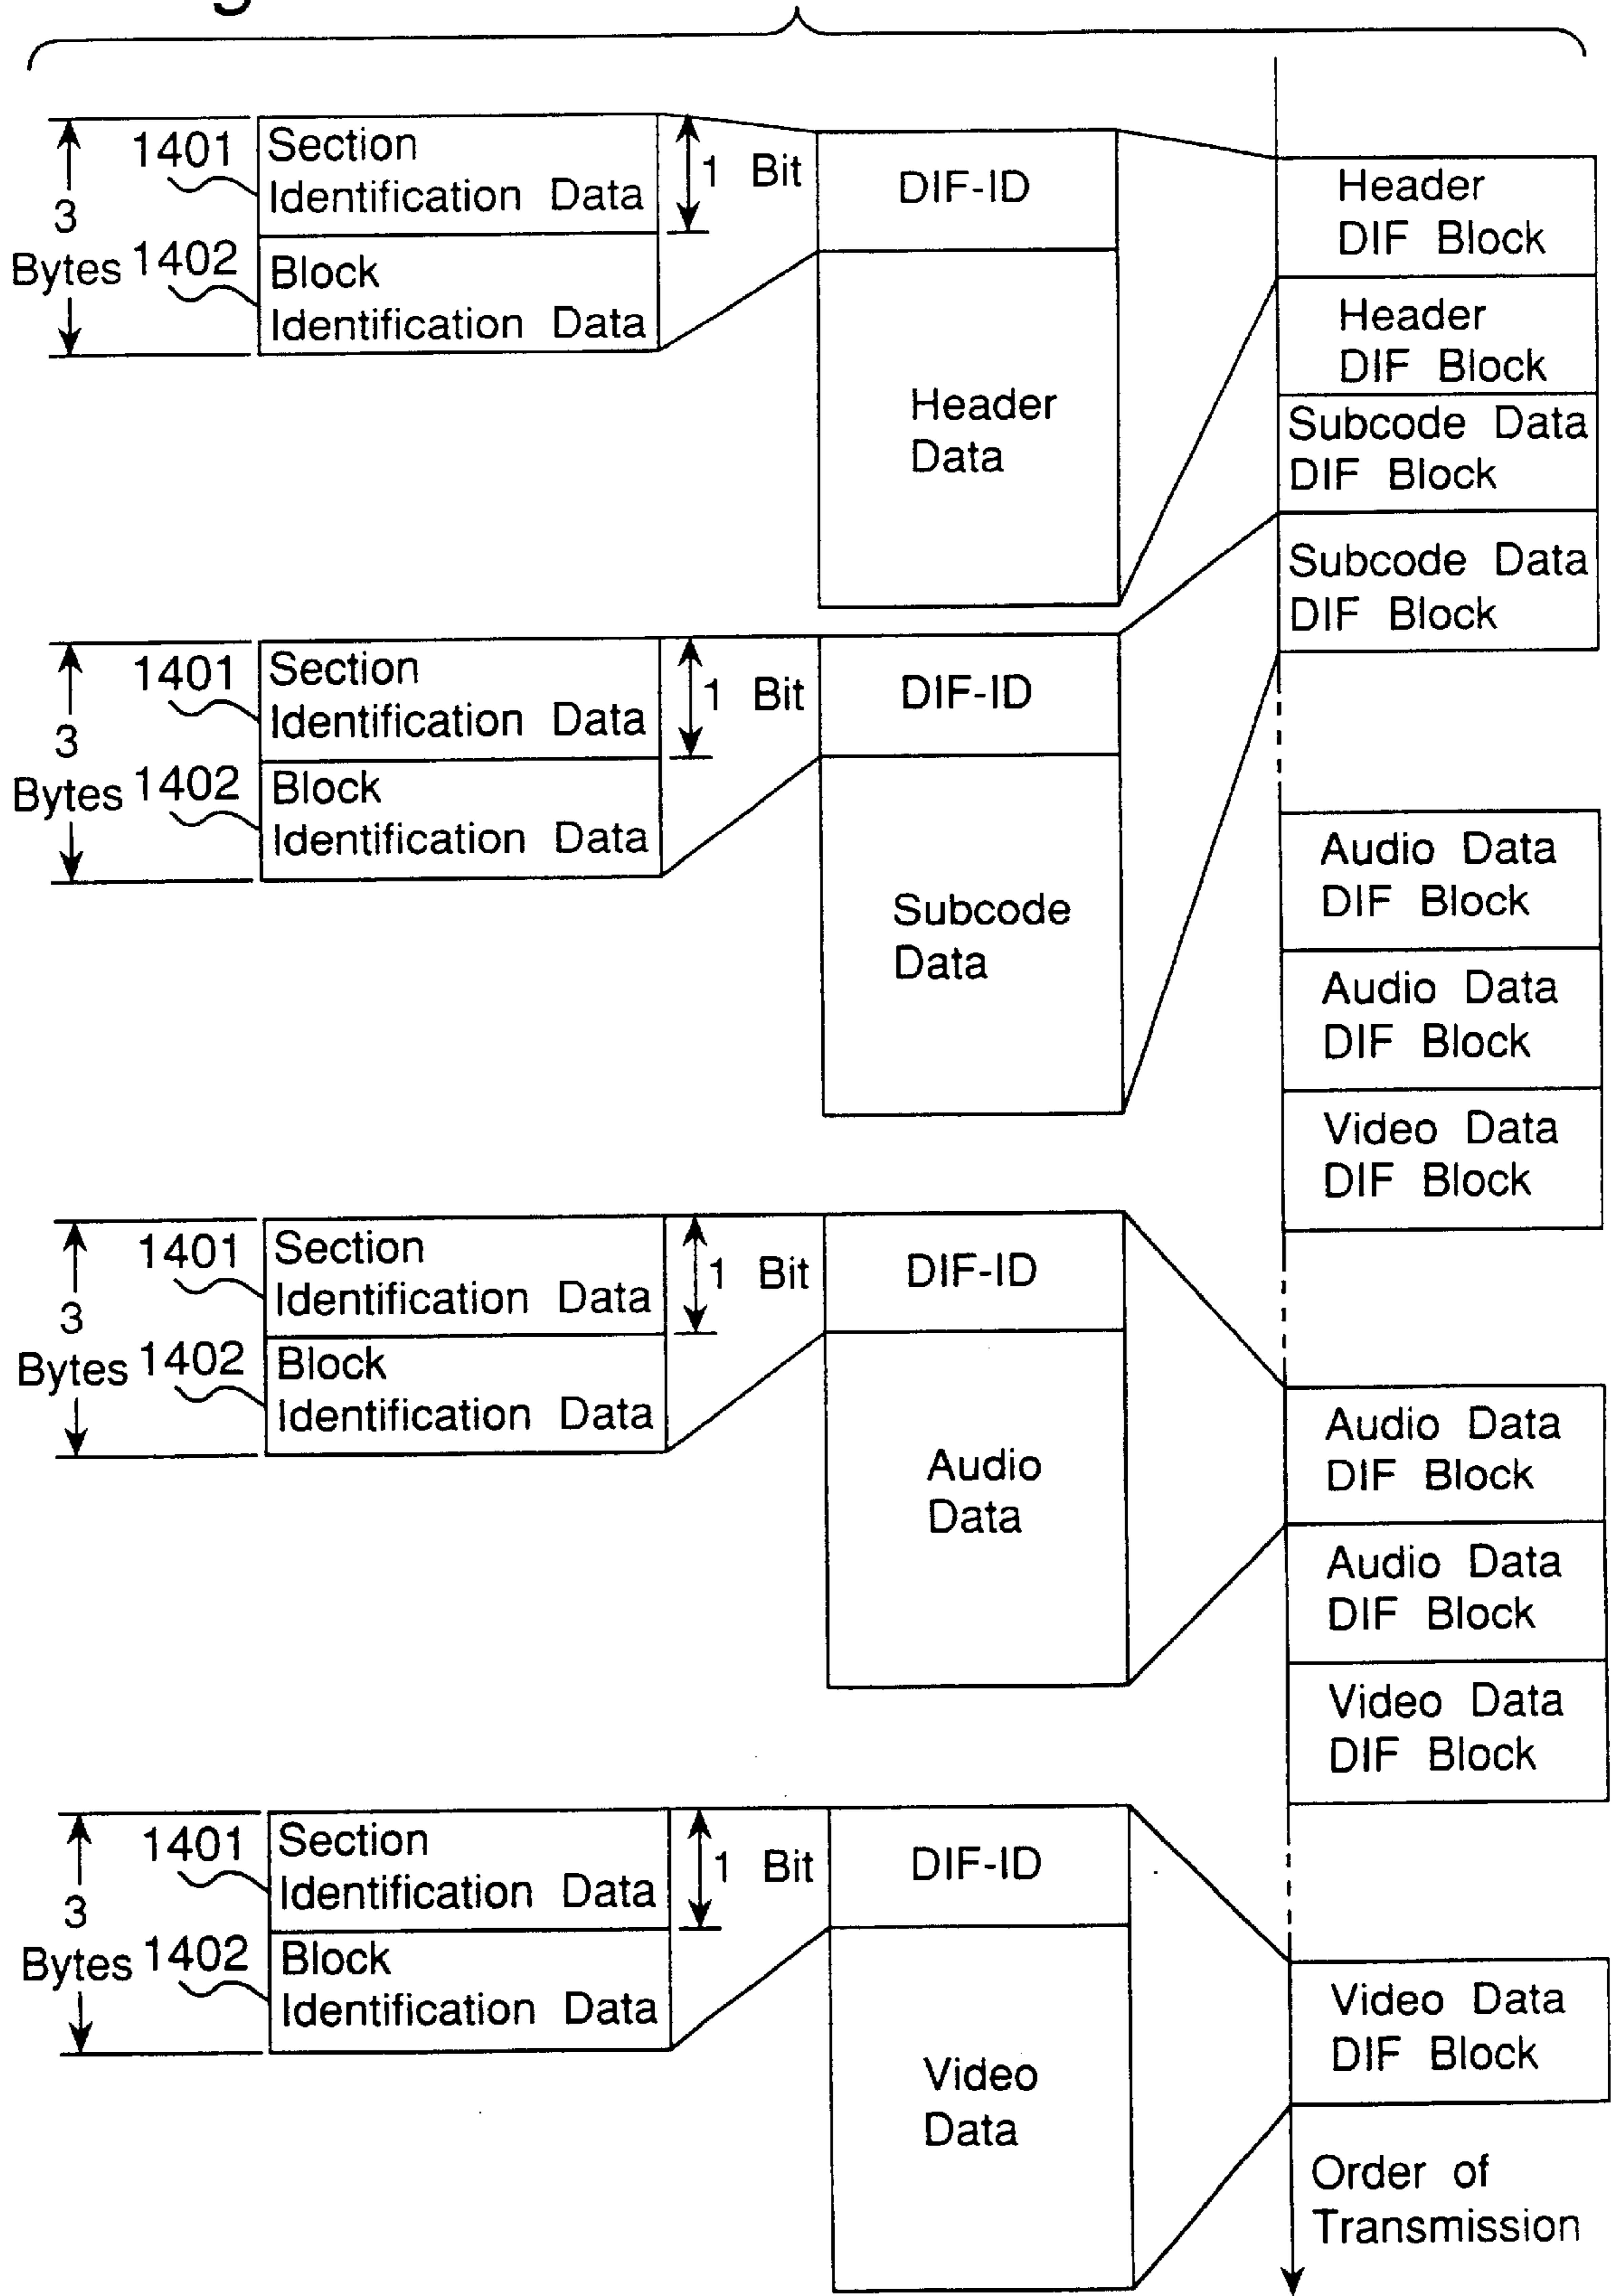 1401
Section
Identification Data
1 Bit
3
Bytes
1402
Block
Identification Data
DIF-ID
Header
Data
Header
DIF Block
Header
DIF Block
Subcode Data
DIF Block
Subcode Data
DIF Block
1401
Section
Identification Data
1 Bit
3
Bytes
1402
Block
Identification Data
DIF-ID
Subcode
Data
Audio Data
DIF Block
Audio Data
DIF Block
Video Data
DIF Block
1401
Section
Identification Data
1 Bit
3
Bytes
1402
Block
Identification Data
DIF-ID
Audio
Data
Audio Data
DIF Block
Audio Data
DIF Block
Video Data
DIF Block
1401
Section
Identification Data
1 Bit
3
Bytes
1402
Block
Identification Data
DIF-ID
Video
Data
Video Data
DIF Block
Order of
Transmission